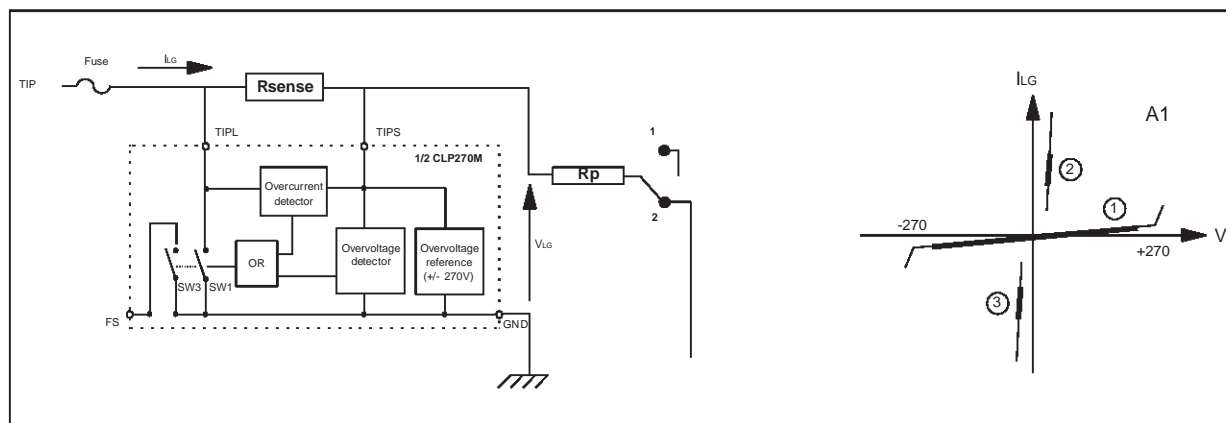 Fuse
ILG
TIP
Rsense
TIPL
TIPS
1/2 CLP270M
Overcurrent
detector
OR
Overvoltage
detector
Overvoltage
reference
(+/- 270V)
SW3
SW1
FS
GND
VLG
Rp
1
2
ILG
A1
2
1
-270
+270
V
3